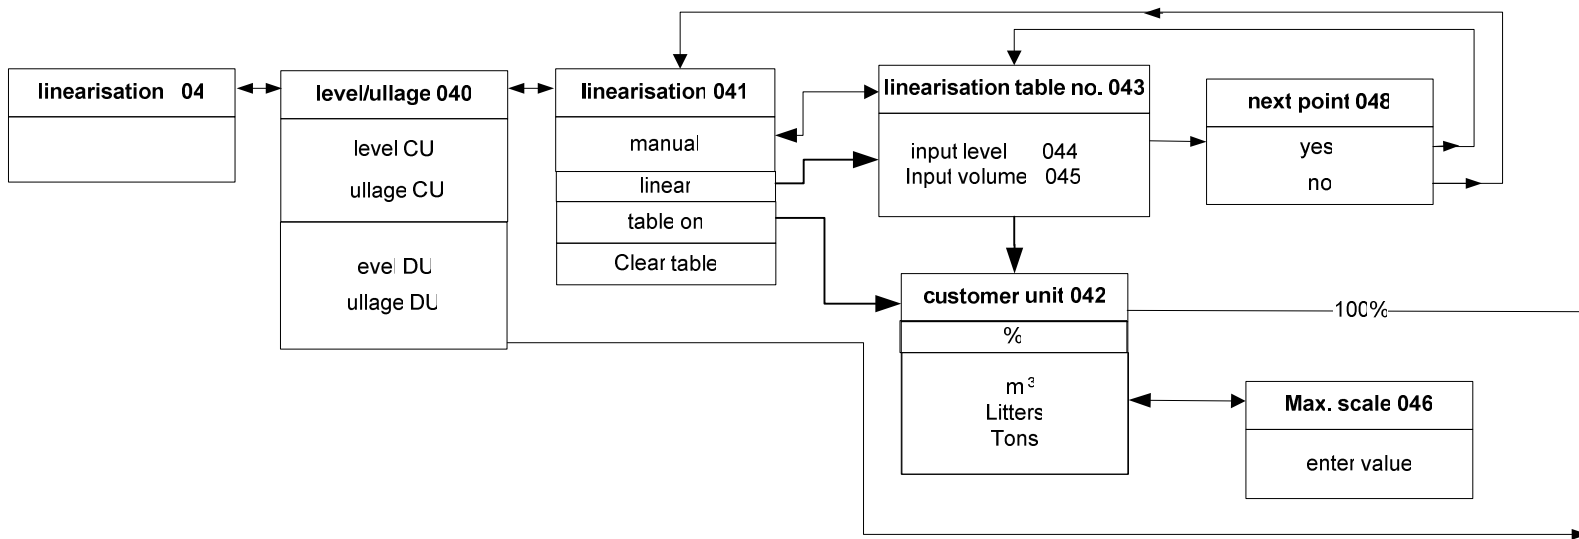 linearisation 04
level/ullage 040
level CU
ullage CU
evel DU
ullage DU
linearisation 041
manual
linear
table on
Clear table
linearisation table no. 043
input level 044
Input volume 045
next point 048
yes
no
customer unit 042
%
m³
Litters
Tons
100%
Max. scale 046
enter value